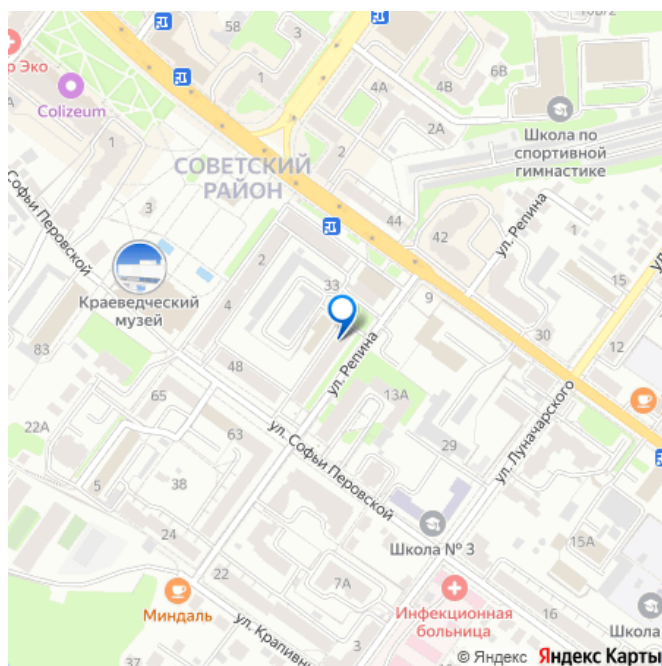 10В/2
58
р Эко
6В
3
4А
4В
Colizeum
1
2А
Школа по
спортивной
гимнастике
1
2
СОВЕТСКИЙ
РАЙОН
Софьи Перовской
3
44
ул. Репина
42
1
2
15
33
9
Краеведческий
музей
4
30
12
83
ул. Репина
48
13А
65
ул. Луначарского
22А
63
ул. Софьи Перовской
29
5
38
24
Школа № 3
15А
22
7А
Миндаль
Инфекционная
больница
16
Школа
ул. Крапивн
3
37
© Яндекс Яндекс Карты